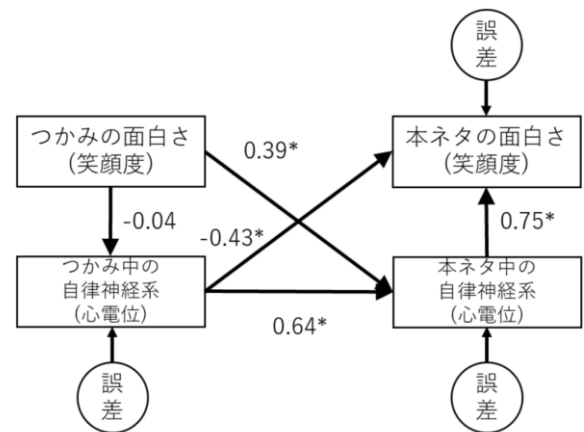 誤
差
つかみの面白さ
(笑顔度)
本ネタの面白さ
(笑顔度)
0.39*
-0.04
-0.43*
0.75*
つかみ中の
自律神経系
(心電位)
本ネタ中の
自律神経系
(心電位)
0.64*
誤
差
誤
差